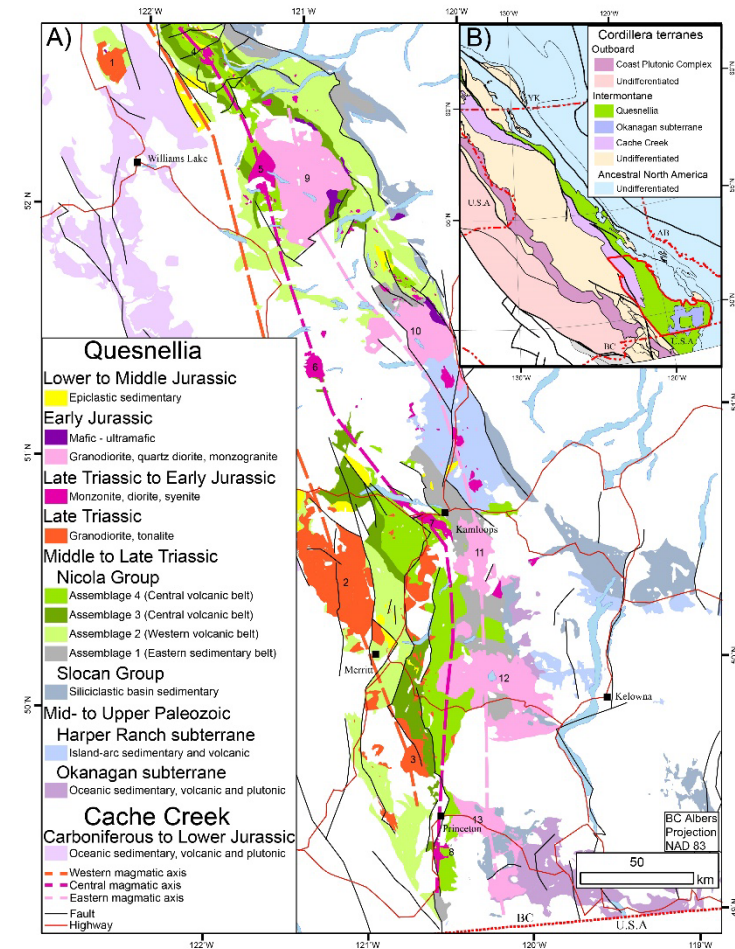 122°W
121°W
120°W
A)
B)
130°W
120°W
Cordillera terranes
Outboard
Coast Plutonic Complex
Undifferentiated
Intermontane
Quesnellia
Okanagan subterrane
Cache Creek
Undifferentiated
Ancestral North America
Undifferentiated
YK
U.S.A
AB
BC
U.S.A
130°W
120°W
1
4
Williams Lake
5
9
52°N
10
6
51°N
Kamloops
11
2
Merritt
12
Kelowna
50°N
3
13
Princeton
8
Quesnellia
Lower to Middle Jurassic
Epiclastic sedimentary
Early Jurassic
Mafic - ultramafic
Granodiorite, quartz diorite, monzogranite
Late Triassic to Early Jurassic
Monzonite, diorite, syenite
Late Triassic
Granodiorite, tonalite
Middle to Late Triassic
Nicola Group
Assemblage 4 (Central volcanic belt)
Assemblage 3 (Central volcanic belt)
Assemblage 2 (Western volcanic belt)
Assemblage 1 (Eastern sedimentary belt)
Slocan Group
Siliciclastic basin sedimentary
Mid- to Upper Paleozoic
Harper Ranch subterrane
Island-arc sedimentary and volcanic
Okanagan subterrane
Oceanic sedimentary, volcanic and plutonic
Cache Creek
Carboniferous to Lower Jurassic
Oceanic sedimentary, volcanic and plutonic
Western magmatic axis
Central magmatic axis
Eastern magmatic axis
Fault
Highway
BC Albers
Projection
NAD 83
50
km
BC
U.S.A
122°W
121°W
120°W
119°W